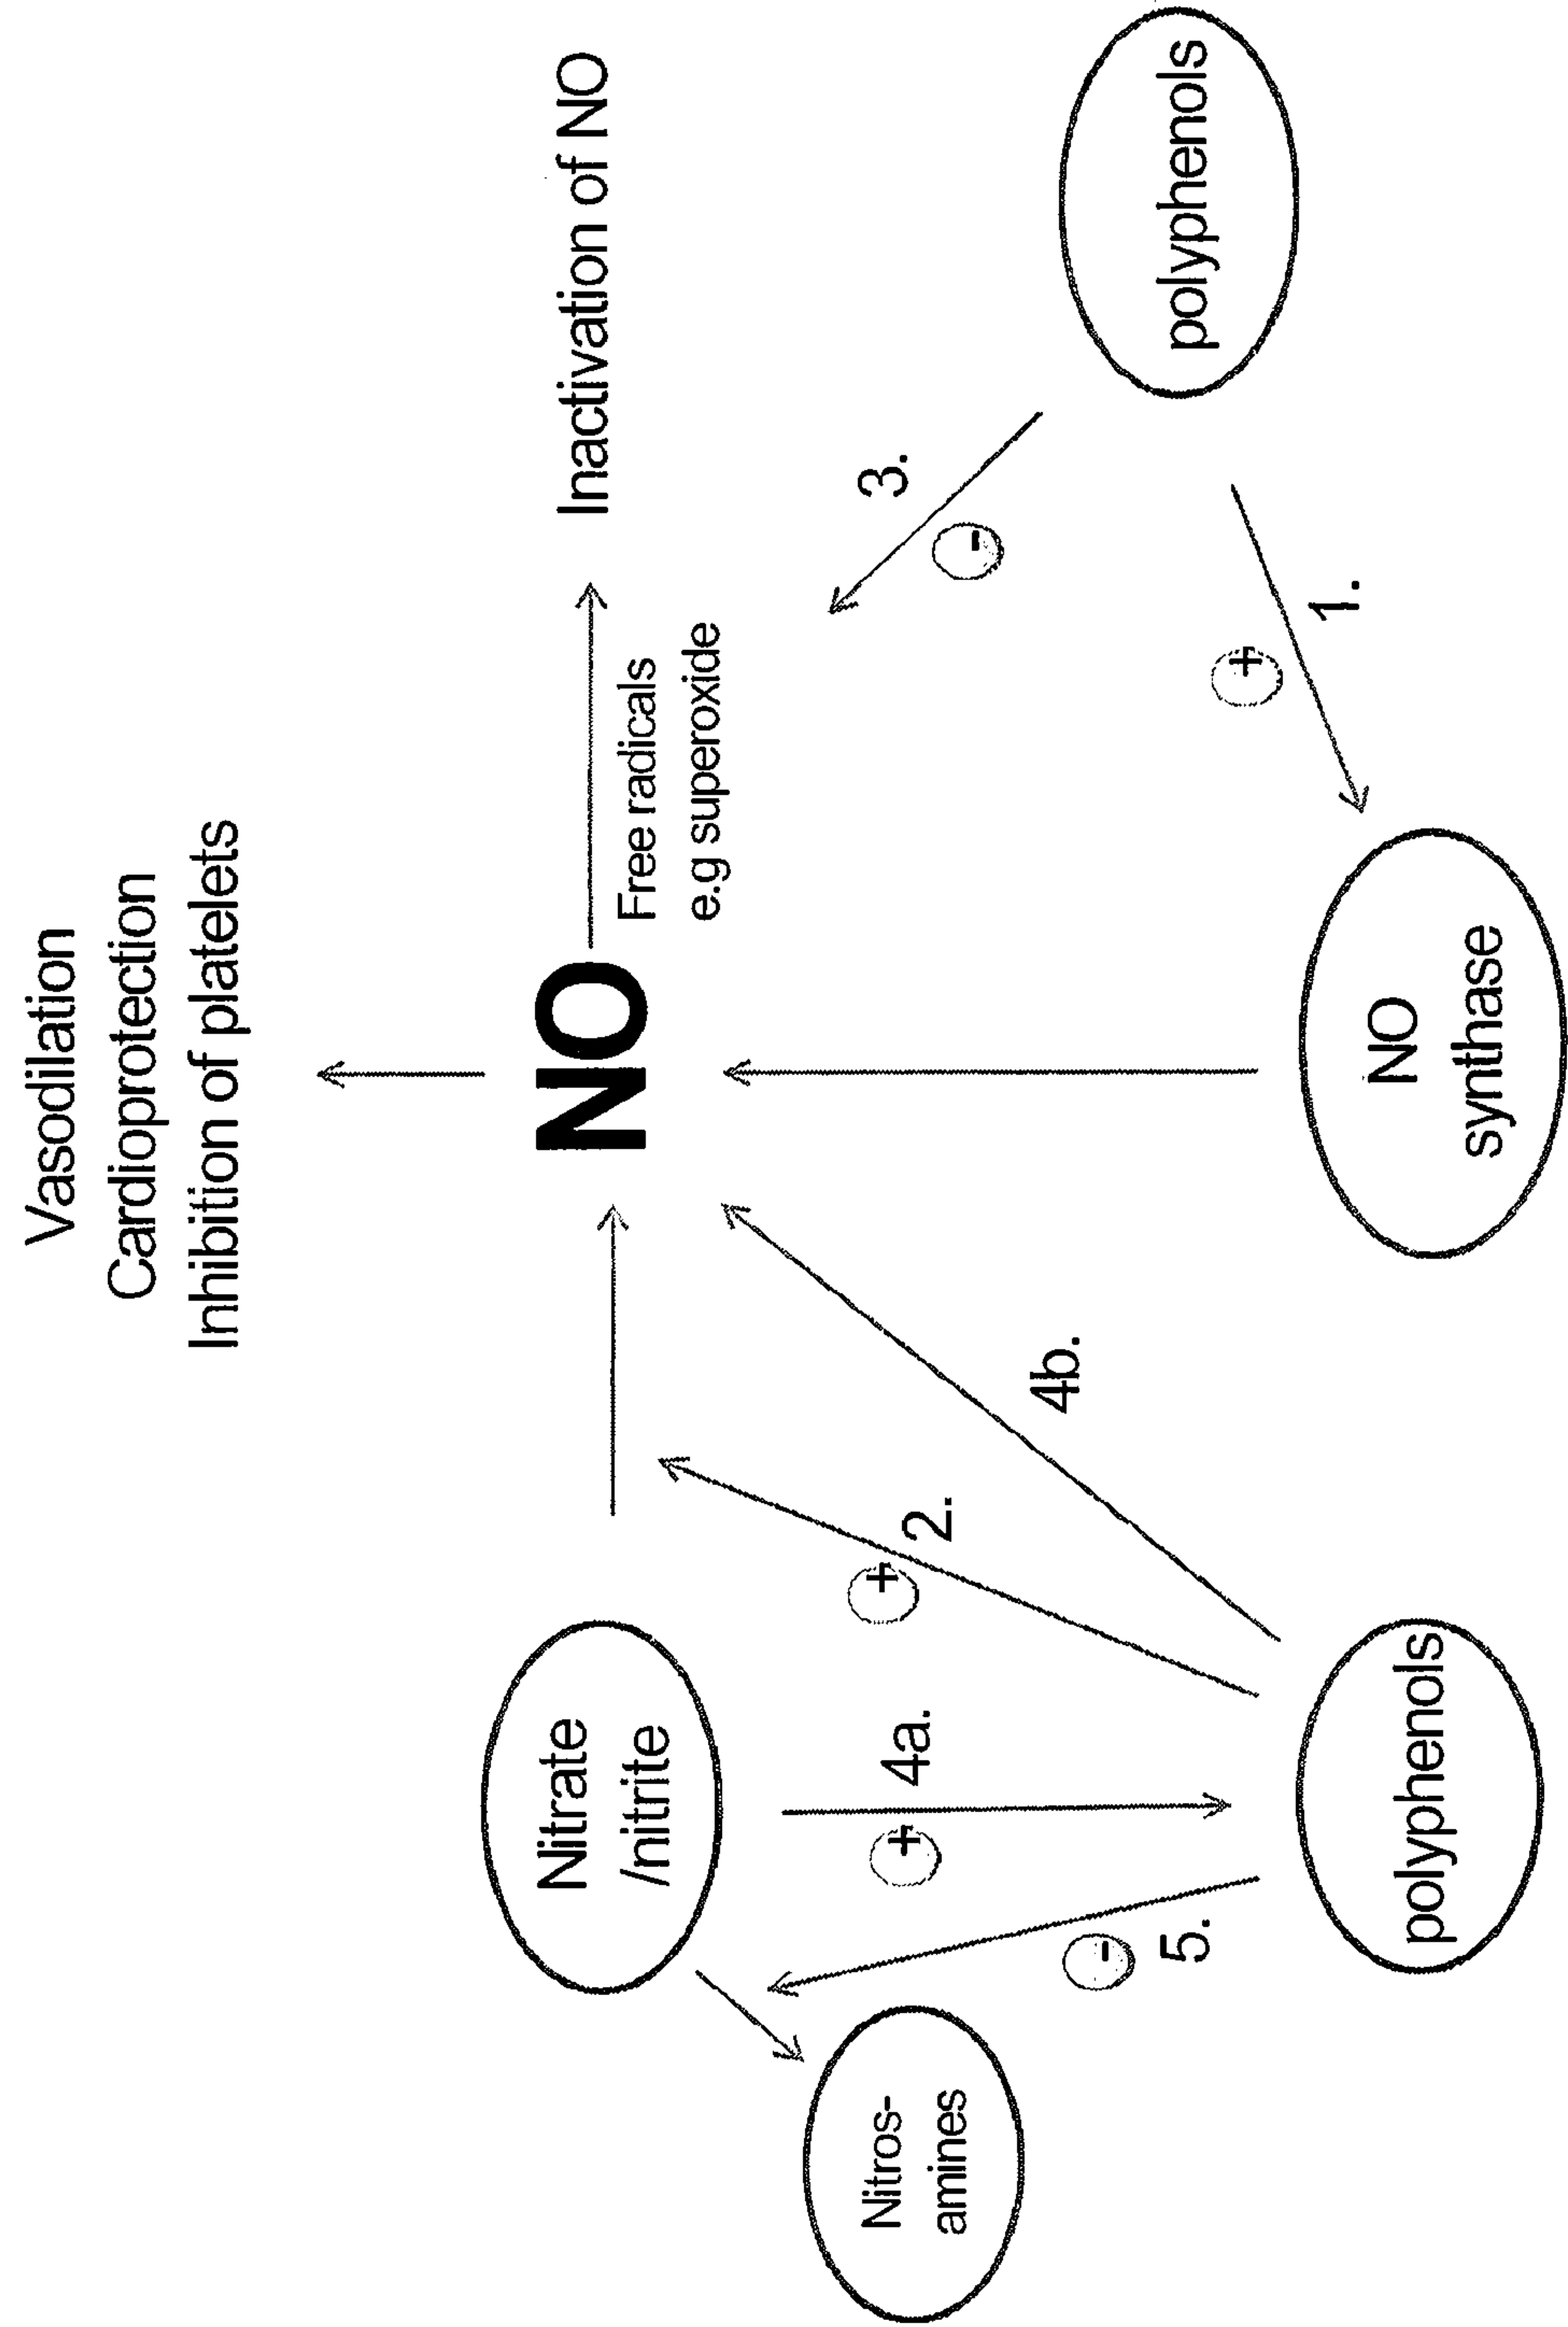 Vasodilation
Cardioprotection
Inhibition of platelets
Nitrate
/nitrite
NO
Inactivation of NO
Free radicals
e.g superoxide
Nitros-
amines
5.
-
4a.
+
2.
+
4b.
3.
-
1.
+
polyphenols
NO
synthase
polyphenols